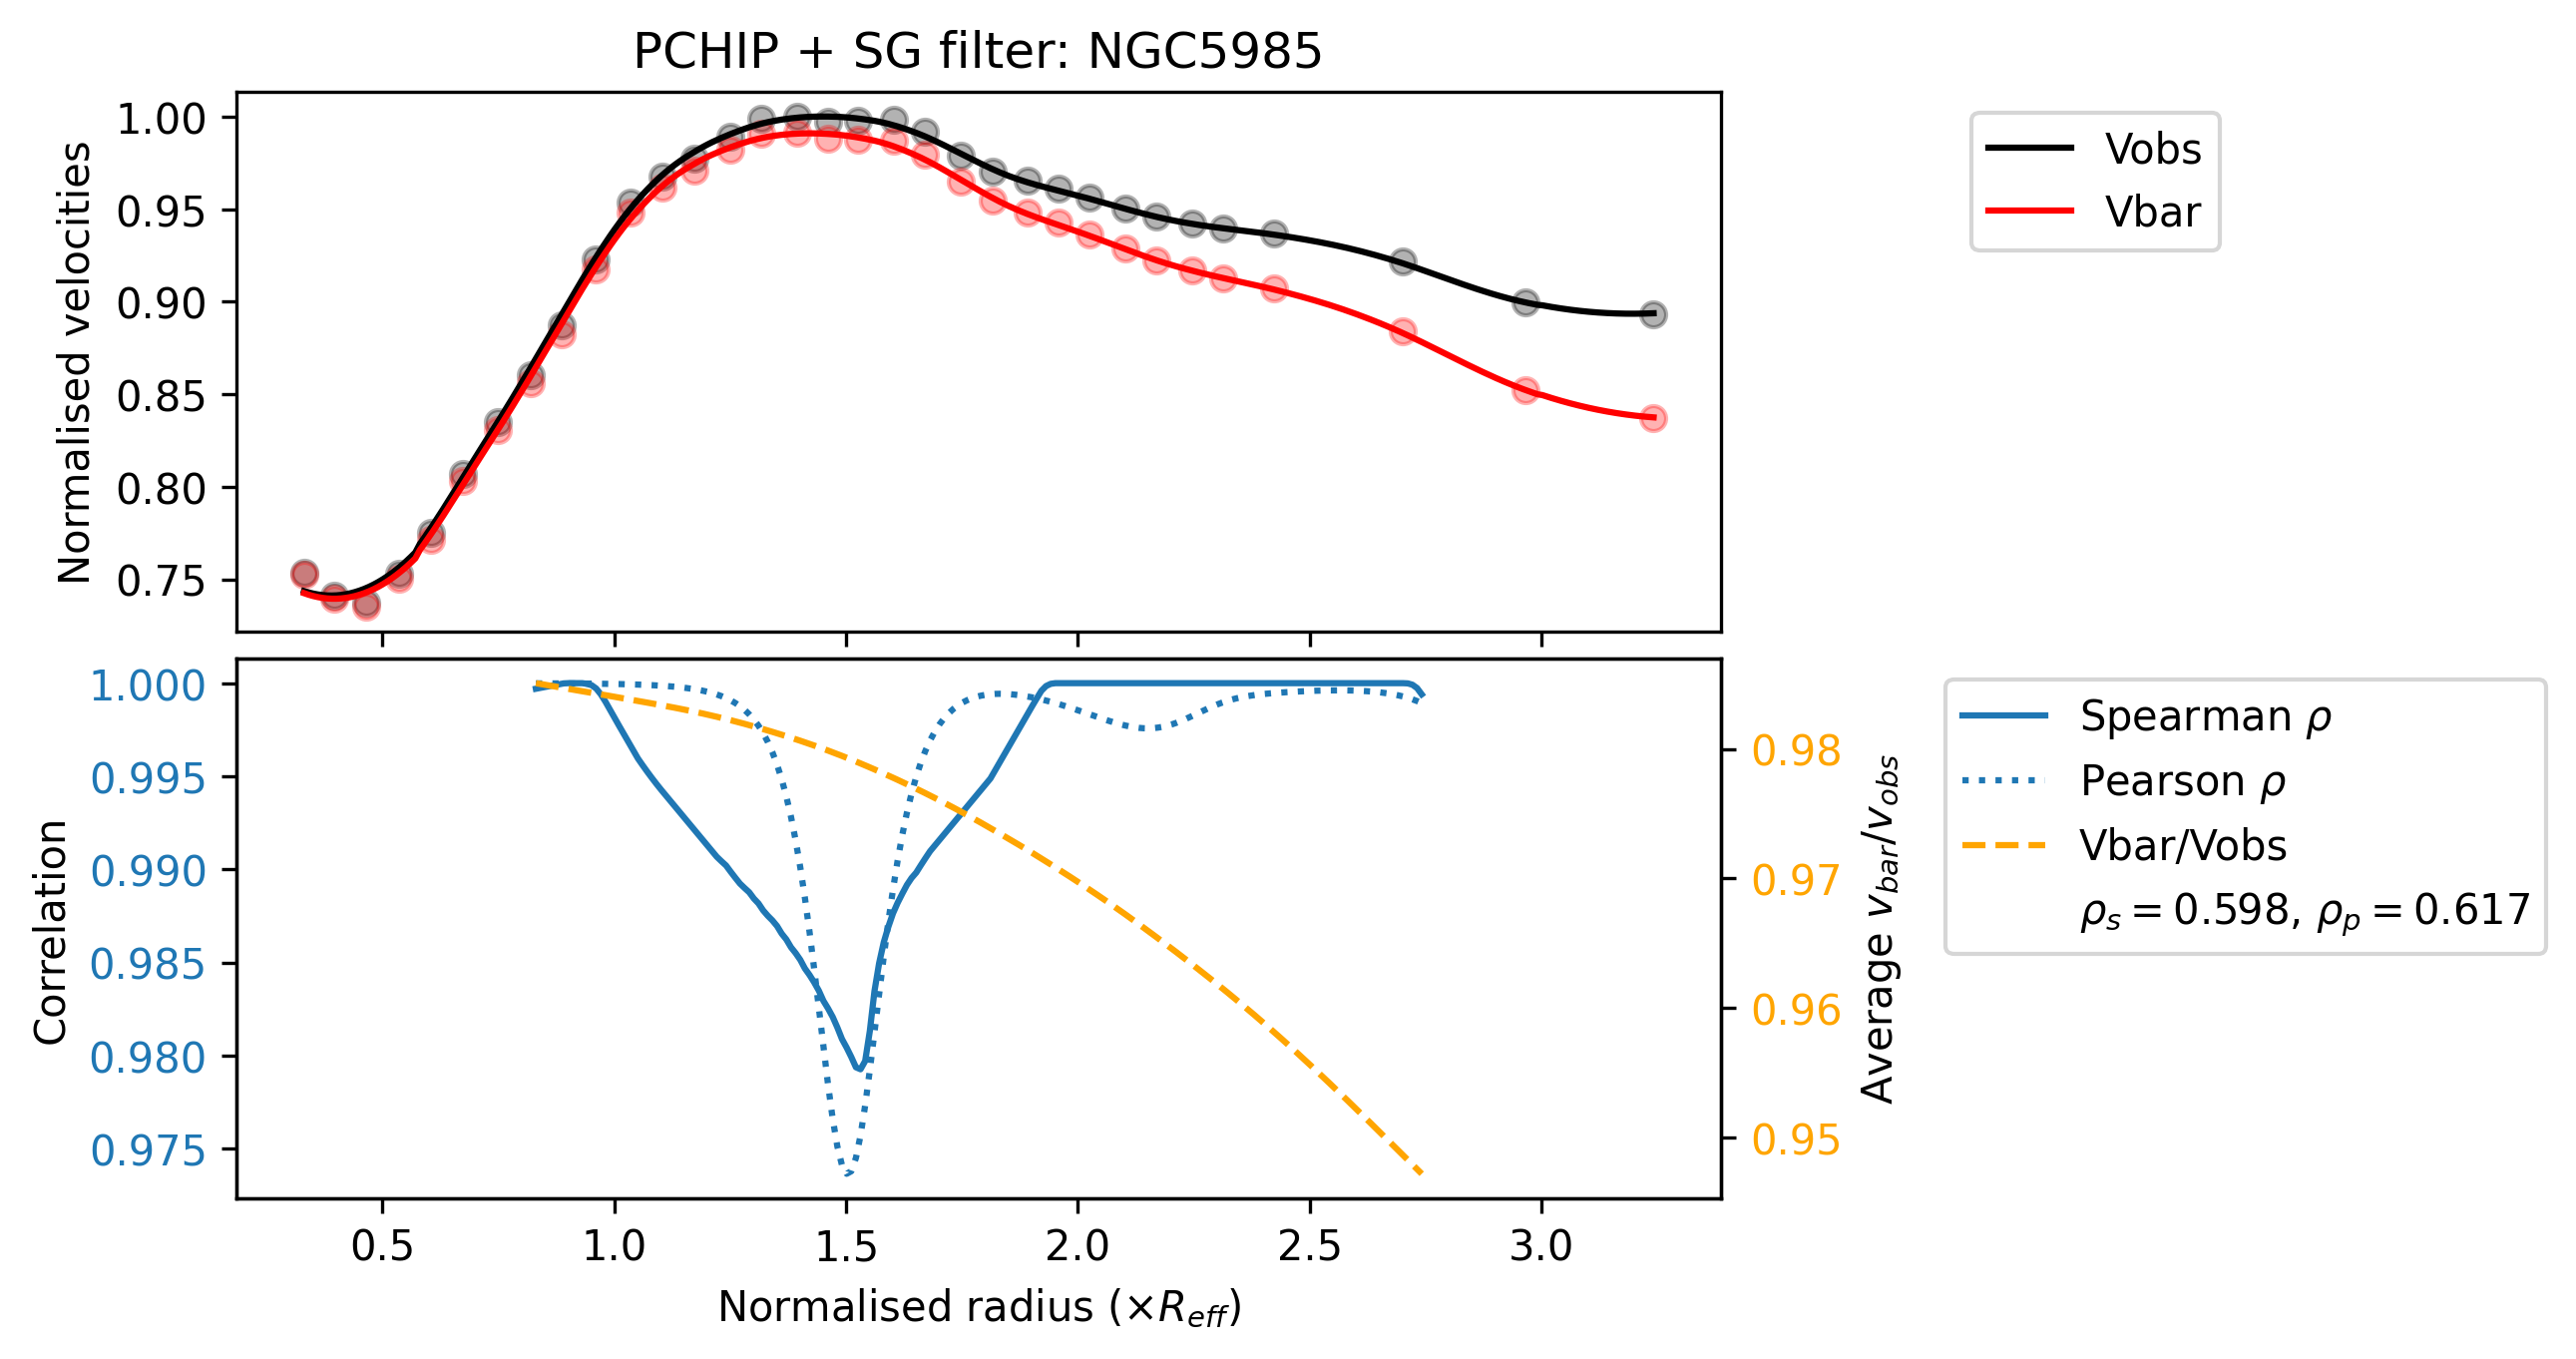 PCHIP + SG filter: NGC5985
Normalised velocities
1.00
0.95
0.90
0.85
0.80
0.75
Vobs
Vbar
Correlation
1.000
0.995
0.990
0.985
0.980
0.975
0.98
0.97
0.96
0.95
Average v_bar/v_obs
Spearman ρ
Pearson ρ
Vbar/Vobs
ρ_s = 0.598, ρ_p = 0.617
0.5 1.0 1.5 2.0 2.5 3.0
Normalised radius (×R_eff)